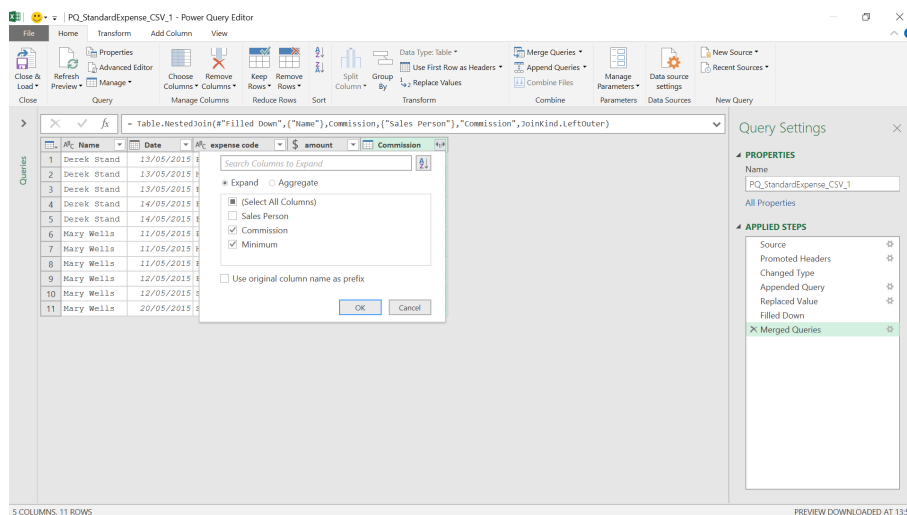 PQ_StandardExpense_CSV_1 - Power Query Editor
File Home Transform Add Column View
Close & Load
Refresh Preview
Properties
Advanced Editor
Manage
Choose Columns
Remove Columns
Keep Rows
Remove Rows
Split Column
Group By
Data Type: Table
Use First Row as Headers
Replace Values
Merge Queries
Append Queries
Combine Files
Manage Parameters
Data source settings
New Source
Recent Sources
Close Query Manage Columns Reduce Rows Sort Transform Combine Parameters Data Sources New Query
= Table.NestedJoin(#"Filled Down",{"Name"},Commission,{"Sales Person"},"Commission",JoinKind.LeftOuter)
Queries
Name Date expense code $ amount Commission
1 Derek Stand 13/05/2015
2 Derek Stand 13/05/2015
3 Derek Stand 13/05/2015
4 Derek Stand 14/05/2015
5 Derek Stand 14/05/2015
6 Mary Wells 11/05/2015
7 Mary Wells 11/05/2015
8 Mary Wells 11/05/2015
9 Mary Wells 12/05/2015
10 Mary Wells 12/05/2015
11 Mary Wells 20/05/2015
Search Columns to Expand
Expand Aggregate
(Select All Columns)
Sales Person
Commission
Minimum
Use original column name as prefix
OK Cancel
Query Settings
PROPERTIES
Name
PQ_StandardExpense_CSV_1
All Properties
APPLIED STEPS
Source
Promoted Headers
Changed Type
Appended Query
Replaced Value
Filled Down
Merged Queries
5 COLUMNS, 11 ROWS
PREVIEW DOWNLOADED AT 13:5